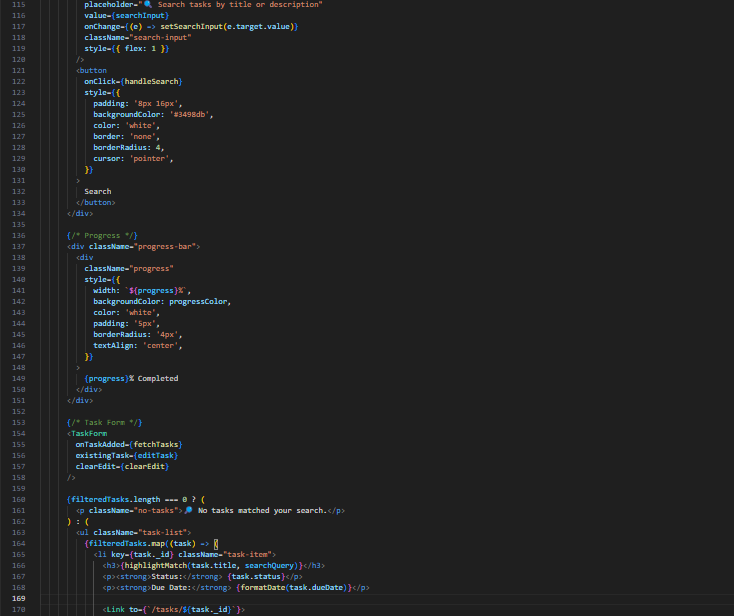 115 placeholder="🔍 Search tasks by title or description"
116 value={searchInput}
117 onChange={(e) => setSearchInput(e.target.value)}
118 className="search-input"
119 style={{ flex: 1 }}
120 />
121 <button
122 onClick={handleSearch}
123 style={{
124 padding: '8px 16px',
125 backgroundColor: '#3498db',
126 color: 'white',
127 border: 'none',
128 borderRadius: 4,
129 cursor: 'pointer',
130 }}
131 >
132 Search
133 </button>
134 </div>
135
136 {/* Progress */}
137 <div className="progress-bar">
138 <div
139 className="progress"
140 style={{
141 width: `${progress}%`,
142 backgroundColor: progressColor,
143 color: 'white',
144 padding: '5px',
145 borderRadius: '4px',
146 textAlign: 'center',
147 }}
148 >
149 {progress}% Completed
150 </div>
151 </div>
152
153 {/* Task Form */}
154 <TaskForm
155 onTaskAdded={fetchTasks}
156 existingTask={editTask}
157 clearEdit={clearEdit}
158 />
159
160 {filteredTasks.length === 0 ? (
161 <p className="no-tasks">🔎 No tasks matched your search.</p>
162 ) : (
163 <ul className="task-list">
164 {filteredTasks.map((task) => (
165 <li key={task._id} className="task-item">
166 <h3>{highlightMatch(task.title, searchQuery)}</h3>
167 <p><strong>Status:</strong> {task.status}</p>
168 <p><strong>Due Date:</strong> {formatDate(task.dueDate)}</p>
169
170 <Link to={`/tasks/${task._id}`}>